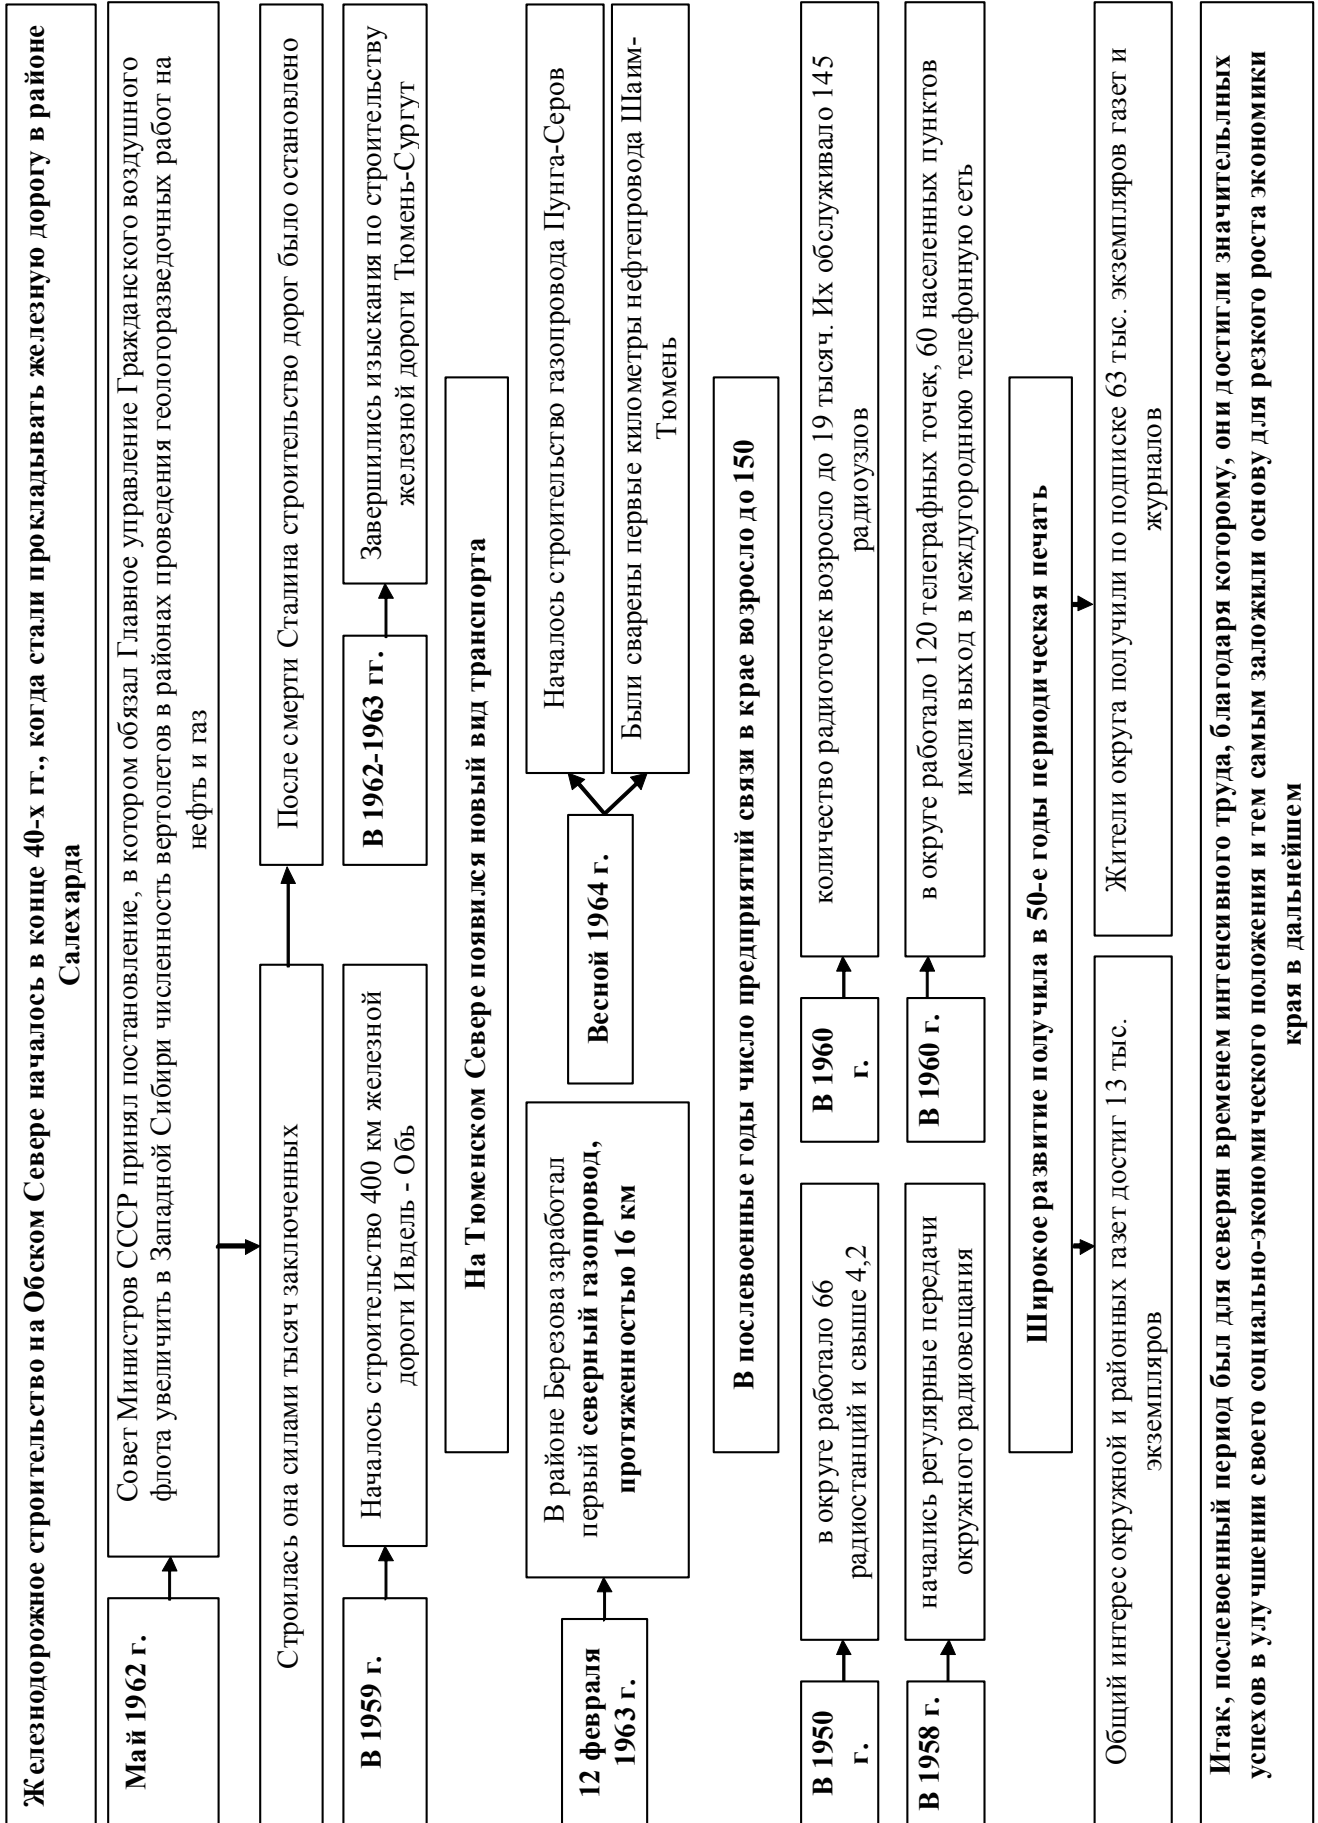 Железнодорожное строительство на Обском Севере началось в конце 40-х гг., когда стали прокладывать железную дорогу в районе
Салехарда
Май 1962 г.
Совет Министров СССР принял постановление, в котором обязал Главное управление Гражданского воздушного
флота увеличить в Западной Сибири численность вертолетов в районах проведения геологоразведочных работ на
нефть и газ
Строилась она силами тысяч заключенных
После смерти Сталина строительство дорог было остановлено
В 1959 г.
Началось строительство 400 км железной
дороги Ивдель - Обь
В 1962-1963 гг.
Завершились изыскания по строительству
железной дороги Тюмень-Сургут
На Тюменском Севере появился новый вид транспорта
12 февраля
1963 г.
В районе Березова заработал
первый северный газопровод,
протяженностью 16 км
Весной 1964 г.
Началось строительство газопровода Пунга-Серов
Были сварены первые километры нефтепровода Шаим-
Тюмень
В послевоенные годы число предприятий связи в крае возросло до 150
В 1950
г.
в округе работало 66
радиостанций и свыше 4,2
В 1960
г.
количество радиоточек возросло до 19 тысяч. Их обслуживало 145
радиоузлов
В 1958 г.
начались регулярные передачи
окружного радиовещания
В 1960 г.
в округе работало 120 телеграфных точек, 60 населенных пунктов
имели выход в междугороднюю телефонную сеть
Широкое развитие получила в 50-е годы периодическая печать
Общий интерес окружной и районных газет достиг 13 тыс.
экземпляров
Жители округа получили по подписке 63 тыс. экземпляров газет и
журналов
Итак, послевоенный период был для северян временем интенсивного труда, благодаря которому, они достигли значительных
успехов в улучшении своего социально-экономического положения и тем самым заложили основу для резкого роста экономики
края в дальнейшем